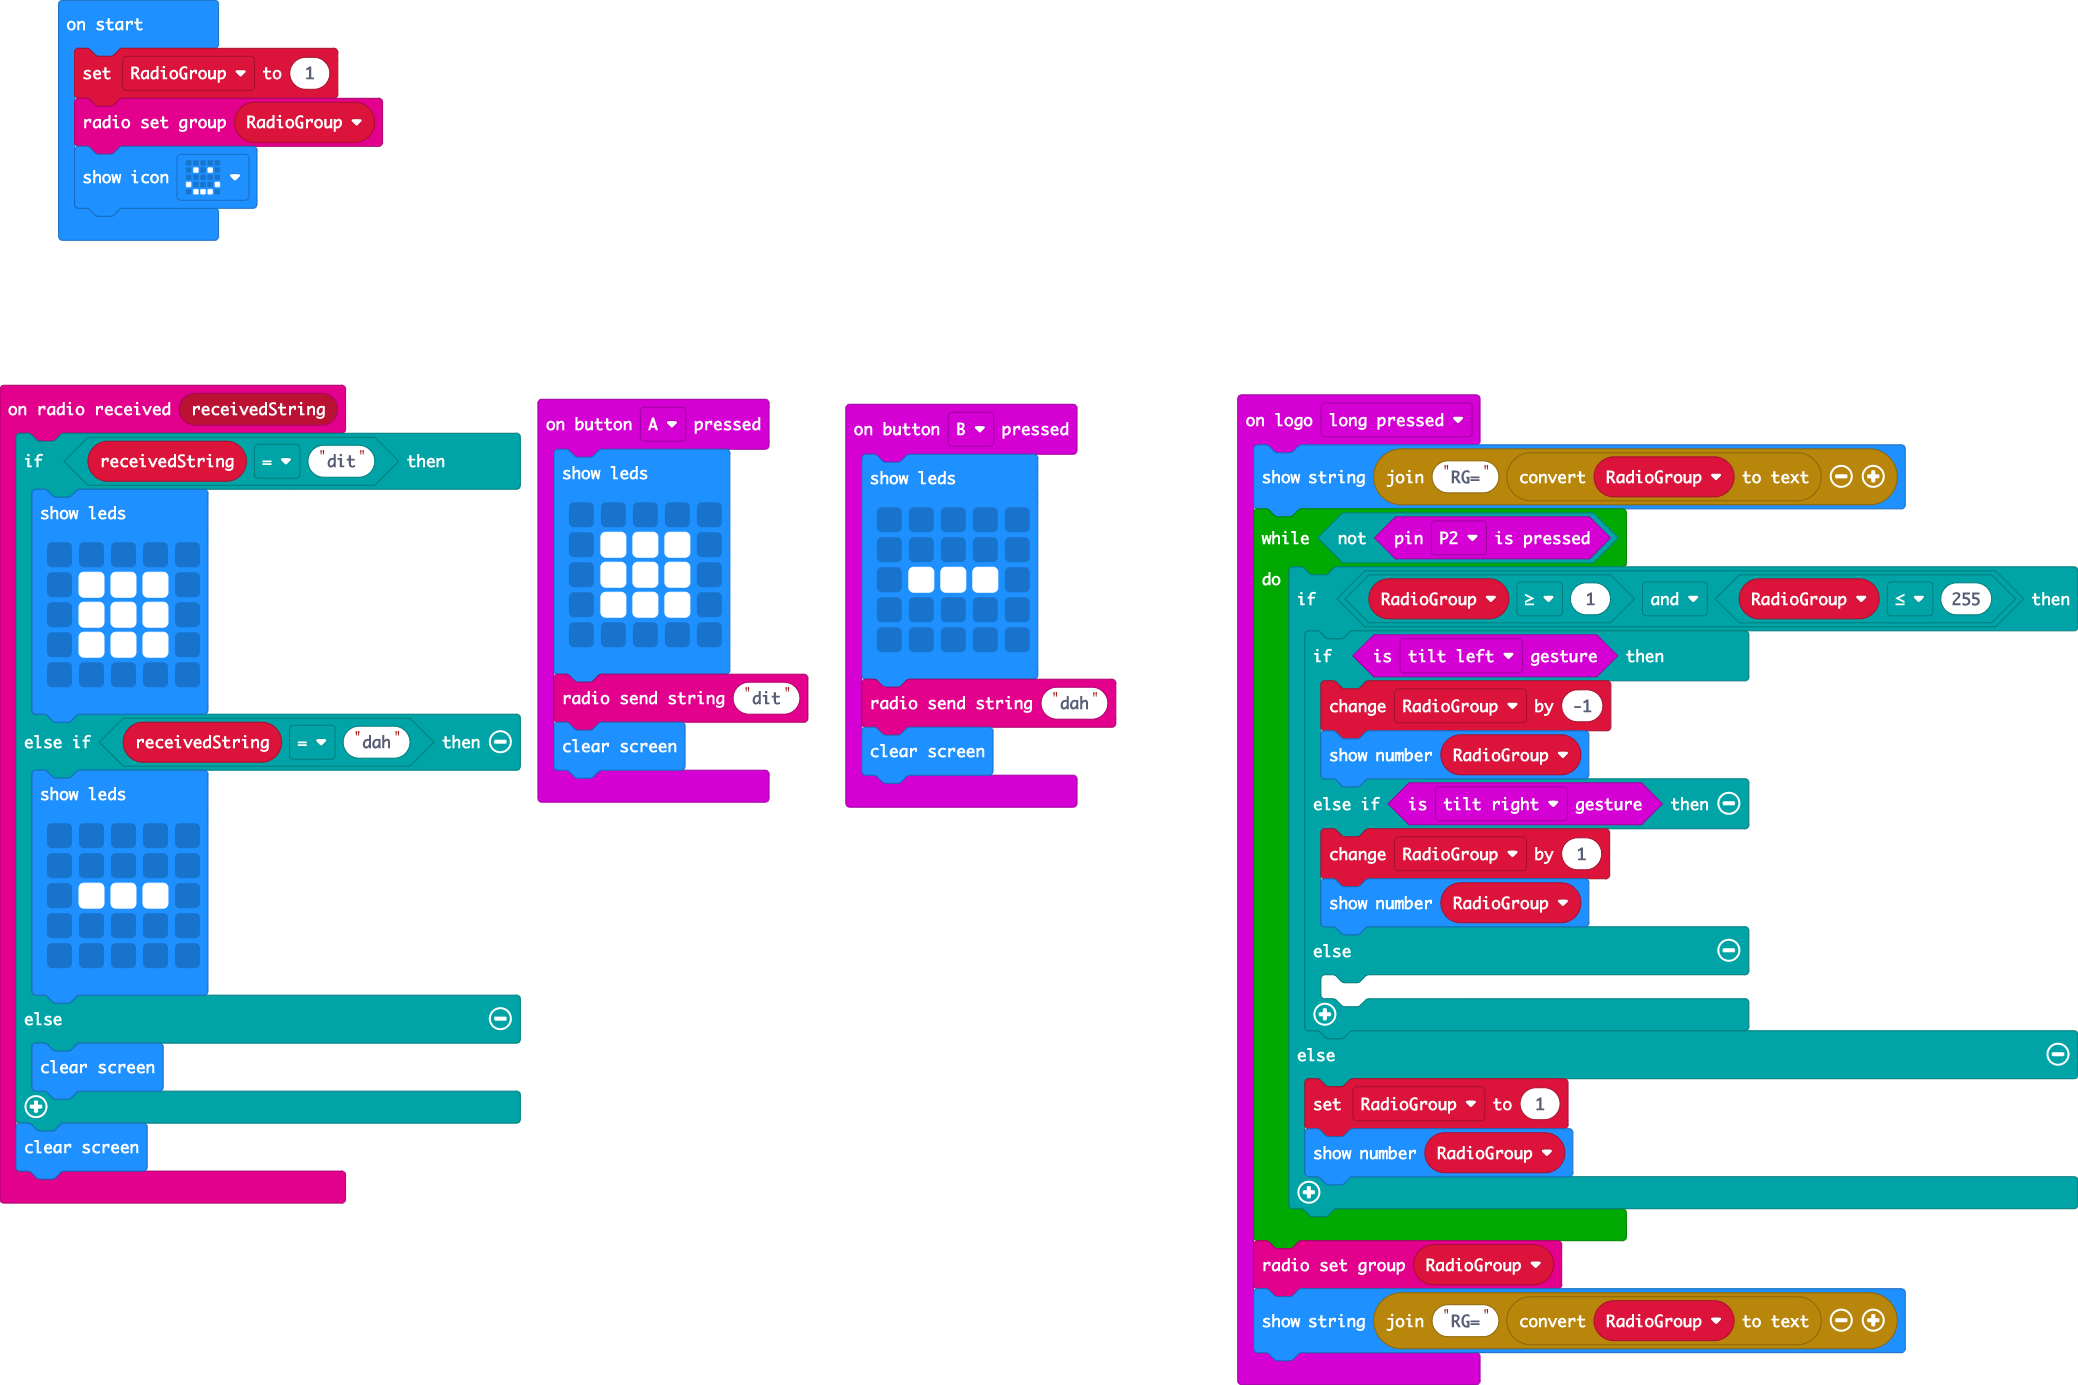 on start
set RadioGroup to 1
radio set group RadioGroup
show icon
on radio received receivedString
if receivedString = "dit" then
show leds
else if receivedString = "dah" then
show leds
else
clear screen
clear screen
on button A pressed
show leds
radio send string "dit"
clear screen
on button B pressed
show leds
radio send string "dah"
clear screen
on logo long pressed
show string join "RG=" convert RadioGroup to text
while not pin P2 is pressed
do
if RadioGroup ≥ 1 and RadioGroup ≤ 255 then
if is tilt left gesture then
change RadioGroup by -1
show number RadioGroup
else if is tilt right gesture then
change RadioGroup by 1
show number RadioGroup
else
else
set RadioGroup to 1
show number RadioGroup
radio set group RadioGroup
show string join "RG=" convert RadioGroup to text